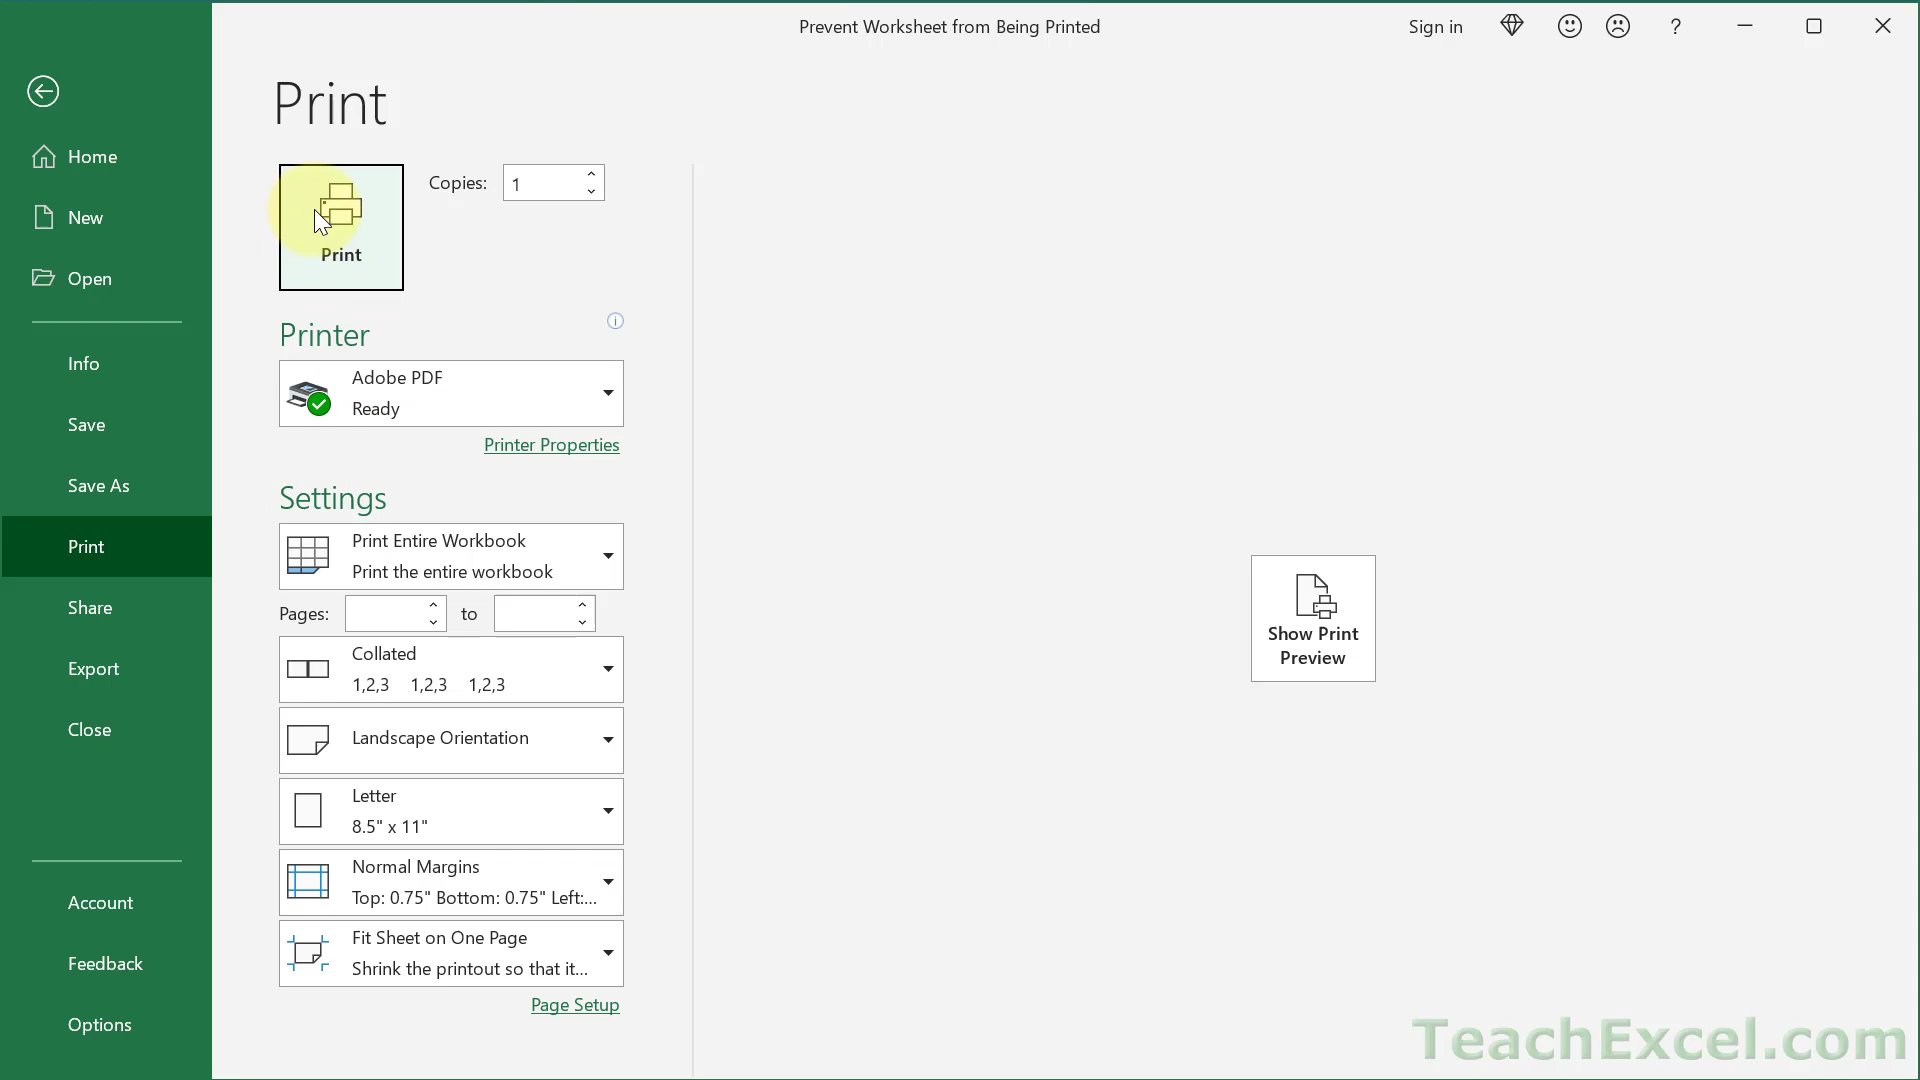 Prevent Worksheet from Being Printed
Sign in
?
Home
New
Open
Info
Save
Save As
Print
Share
Export
Close
Account
Feedback
Options
Print
Print
Copies:
1
Printer
Adobe PDF
Ready
Printer Properties
Settings
Print Entire Workbook
Print the entire workbook
Pages:
to
Collated
1,2,3 1,2,3 1,2,3
Landscape Orientation
Letter
8.5" x 11"
Normal Margins
Top: 0.75" Bottom: 0.75" Left:...
Fit Sheet on One Page
Shrink the printout so that it...
Page Setup
Show Print
Preview
TeachExcel.com